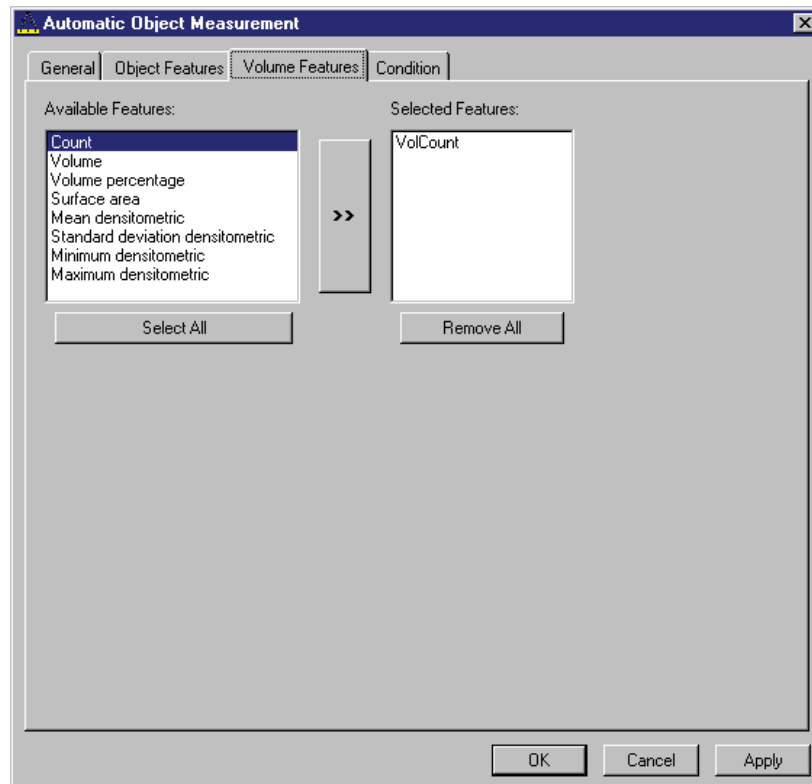 Automatic Object Measurement
General Object Features Volume Features Condition
Available Features: Selected Features:
Count
Volume
Volume percentage
Surface area
Mean densitometric
Standard deviation densitometric
Minimum densitometric
Maximum densitometric
>>
VolCount
Select All Remove All
OK Cancel Apply